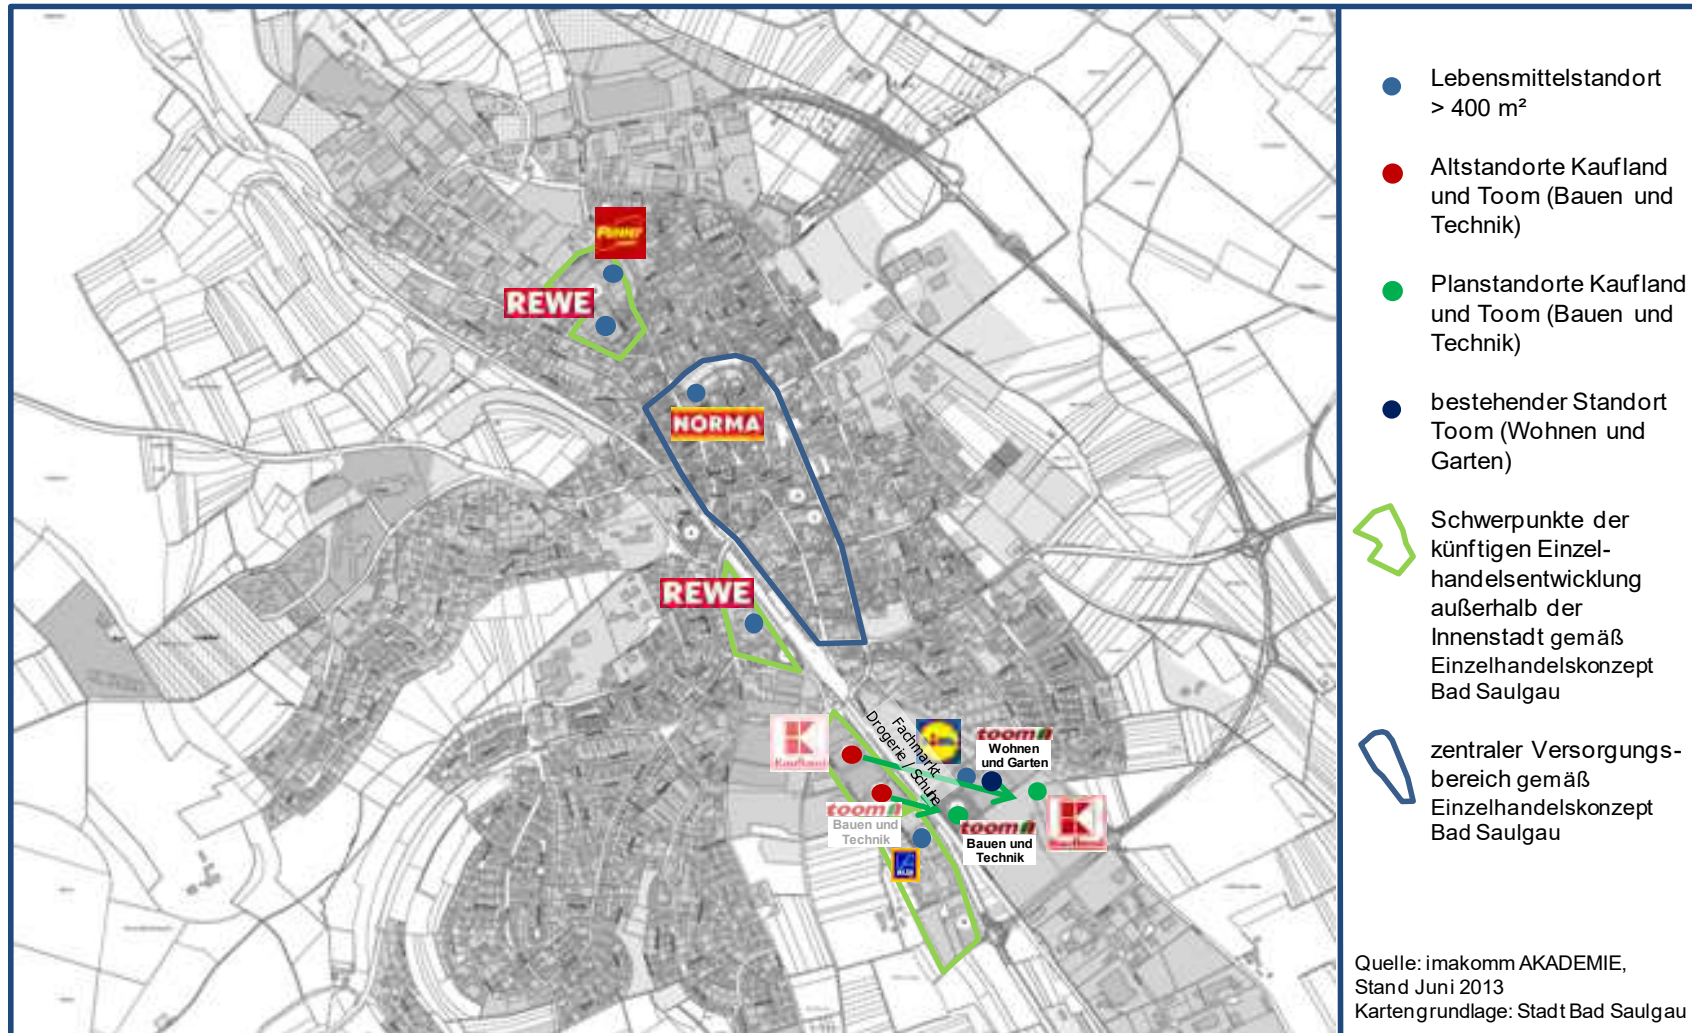 PENNY
REWE
NORMA
REWE
Kaufland
Fachmarkt
Drogerie / Schuhe
toom
Wohnen
und Garten
toom
Bauen und
Technik
toom
Bauen und
Technik
Lebensmittelstandort
> 400 m²
Altstandorte Kaufland
und Toom (Bauen und
Technik)
Planstandorte Kaufland
und Toom (Bauen und
Technik)
bestehender Standort
Toom (Wohnen und
Garten)
Schwerpunkte der
künftigen Einzel-
handelsentwicklung
außerhalb der
Innenstadt gemäß
Einzelhandelskonzept
Bad Saulgau
zentraler Versorgungs-
bereich gemäß
Einzelhandelskonzept
Bad Saulgau
Quelle: imakomm AKADEMIE,
Stand Juni 2013
Kartengrundlage: Stadt Bad Saulgau